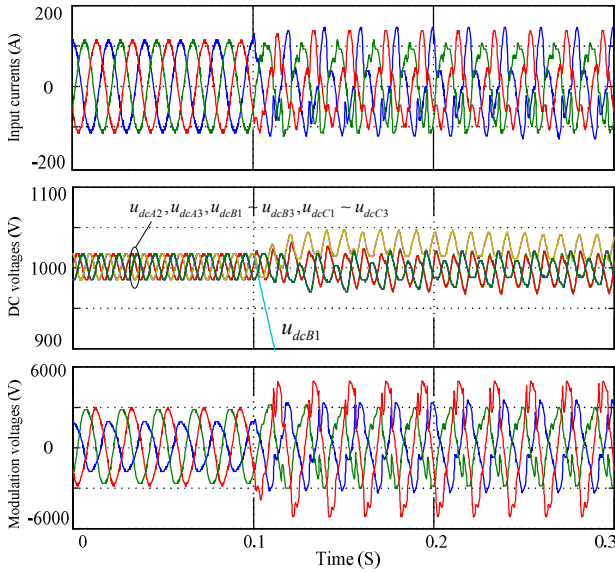 200
Input currents (A)
0
-200
1100
u_dcA2, u_dcA3, u_dcB1 ~ u_dcB3, u_dcC1 ~ u_dcC3
DC voltages (V)
1000
u_dcB1
900
6000
Modulation voltages (V)
0
-6000
0 0.1 0.2 0.3
Time (S)